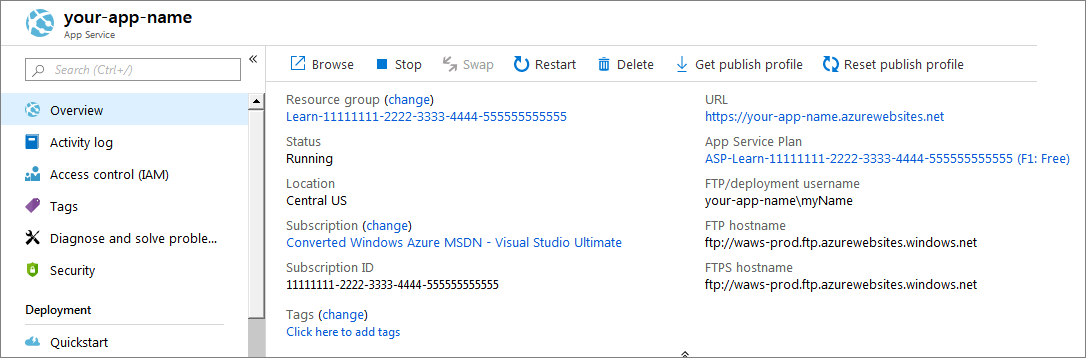 your-app-name
App Service
«
Search (Ctrl+/)
Overview
Activity log
Access control (IAM)
Tags
Diagnose and solve proble...
Security
Deployment
Quickstart
Browse Stop Swap Restart Delete Get publish profile Reset publish profile
Resource group (change)
Learn-11111111-2222-3333-4444-555555555555
Status
Running
Location
Central US
Subscription (change)
Converted Windows Azure MSDN - Visual Studio Ultimate
Subscription ID
11111111-2222-3333-4444-555555555555
Tags (change)
Click here to add tags
URL
https://your-app-name.azurewebsites.net
App Service Plan
ASP-Learn-11111111-2222-3333-4444-555555555555 (F1: Free)
FTP/deployment username
your-app-name\myName
FTP hostname
ftp://waws-prod.ftp.azurewebsites.windows.net
FTPS hostname
ftp://waws-prod.ftp.azurewebsites.windows.net